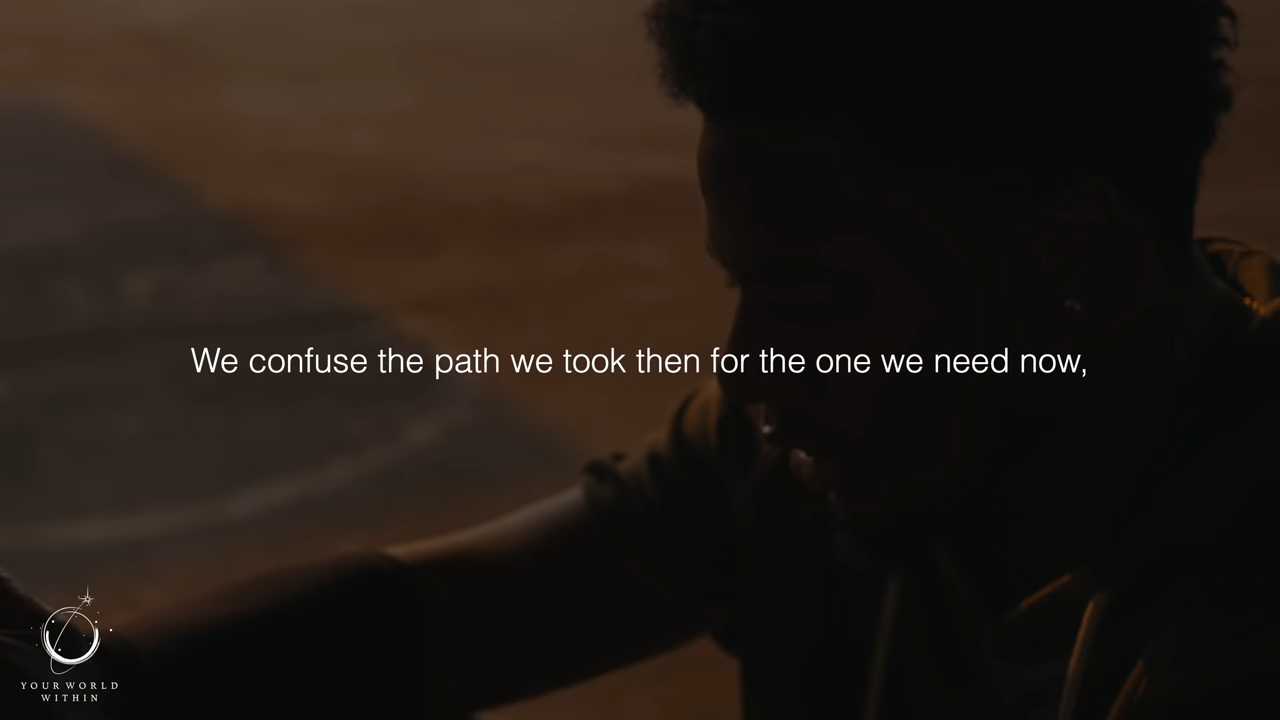 We confuse the path we took then for the one we need now,
YOUR WORLD
WITHIN